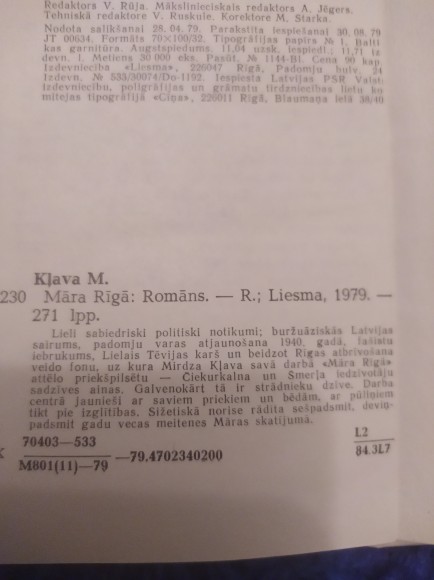 Redaktors V. Rūja. Mākslinieciskais redaktors A. Jēgers.
Tehniskā redaktore V. Ruskule. Korektore M. Starka.
Nodota salikšanai 28. 04. 79. Parakstīta iespiešanai 30. 08. 79
JT 00634. Formāts 70×100/32. Tipogrāfijas papīrs № 1. Balti
kas garnitūra. Augstspiedums. 11,04 uzsk. iespiedl.; 11,71 iz
devn. l. Metiens 30 000 eks. Pasūt. № 1144-B1. Cena 90 kap.
Izdevniecība «Liesma», 226047 Rīgā, Padomju bulv. 24
Izdevn. № 533/30074/Do-1192. Iespiesta Latvijas PSR Valsts
izdevniecību, poligrāfijas un grāmatu tirdzniecības lietu ko
mitejas tipogrāfijā «Cīņa», 226011 Rīgā, Blaumaņa ielā 38/40
Kļava M.
230 Māra Rīgā: Romāns. — R.; Liesma, 1979. —
271 lpp.
Lieli sabiedriski politiski notikumi; buržuāziskās Latvijas
sairums, padomju varas atjaunošana 1940. gadā, fašistu
iebrukums, Lielais Tēvijas karš un beidzot Rīgas atbrīvošana
veido fonu, uz kura Mirdza Kļava savā darbā «Māra Rīgā»
attēlo priekšpilsētu — Čiekurkalna un Šmerļa iedzīvotāju
sadzīves ainas. Galvenokārt tā ir strādnieku dzīve. Darba
centrā jaunieši ar saviem priekiem un bēdām, ar pūliņiem
tikt pie izglītības. Sižetiskā norise rādīta sešpadsmit, deviņ-
padsmit gadu vecas meitenes Māras skatījumā.
70403—533
M801(11)—79 —79.4702340200
L2
84.3L7